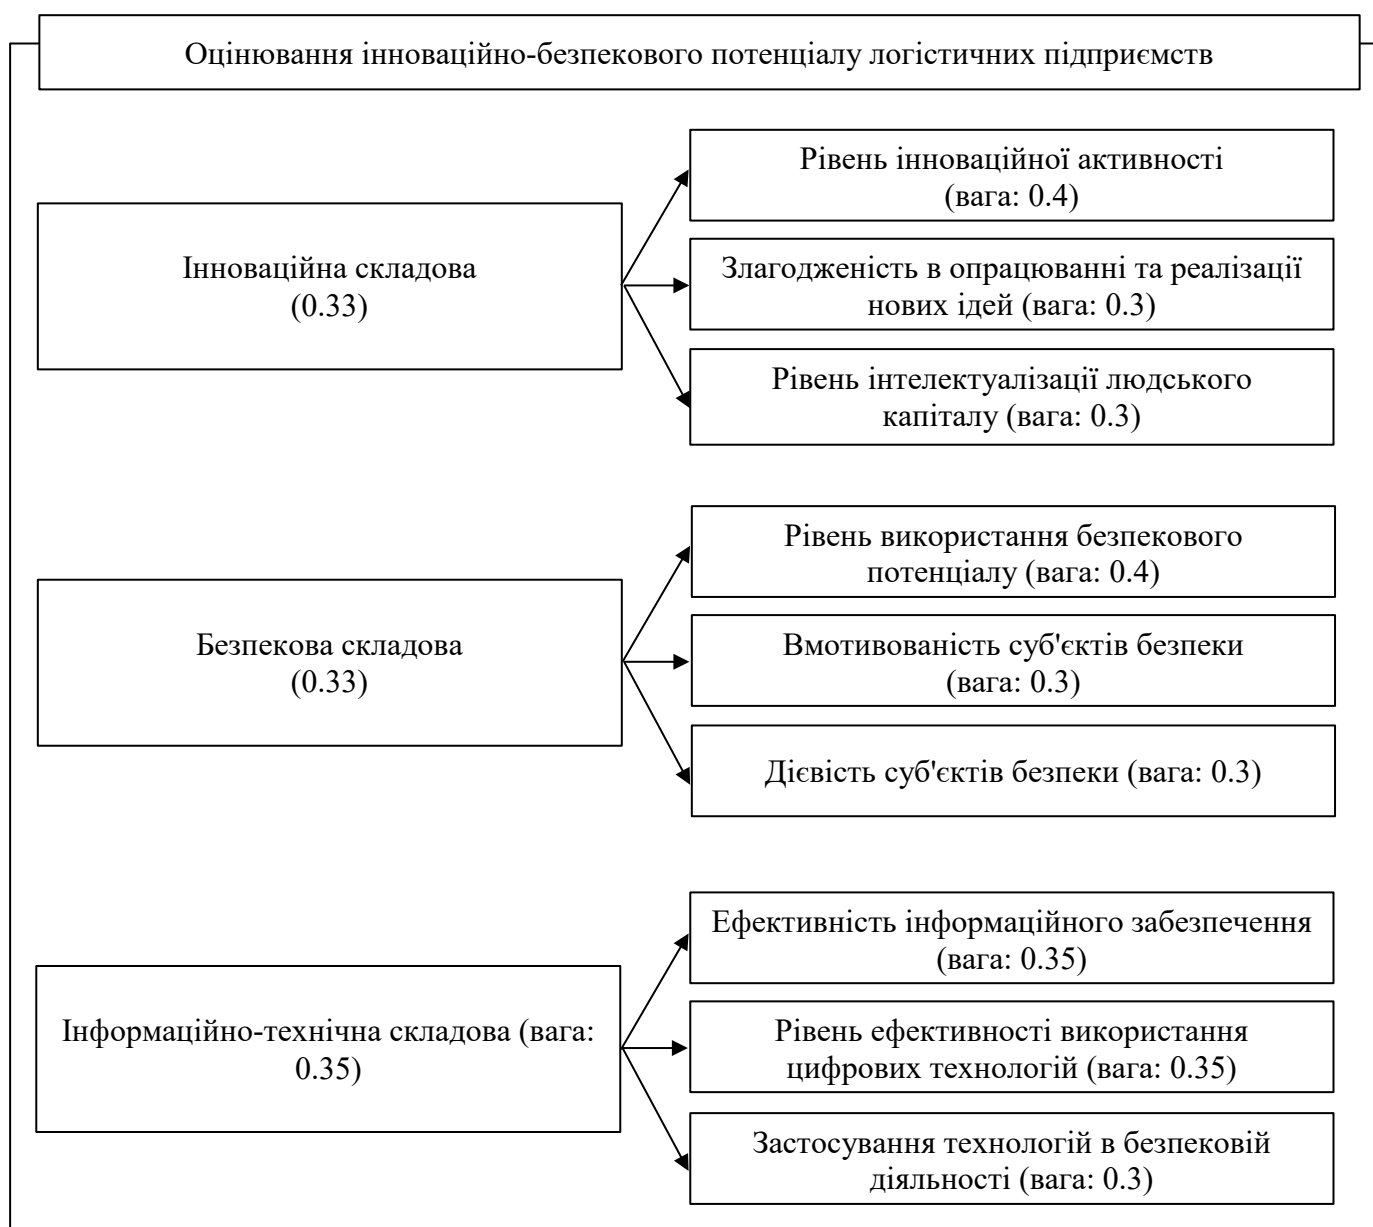 Оцінювання інноваційно-безпекового потенціалу логістичних підприємств
Інноваційна складова
(0.33)
Рівень інноваційної активності
(вага: 0.4)
Злагодженість в опрацюванні та реалізації
нових ідей (вага: 0.3)
Рівень інтелектуалізації людського
капіталу (вага: 0.3)
Безпекова складова
(0.33)
Рівень використання безпекового
потенціалу (вага: 0.4)
Вмотивованість суб'єктів безпеки
(вага: 0.3)
Дієвість суб'єктів безпеки (вага: 0.3)
Інформаційно-технічна складова (вага:
0.35)
Ефективність інформаційного забезпечення
(вага: 0.35)
Рівень ефективності використання
цифрових технологій (вага: 0.35)
Застосування технологій в безпековій
діяльності (вага: 0.3)